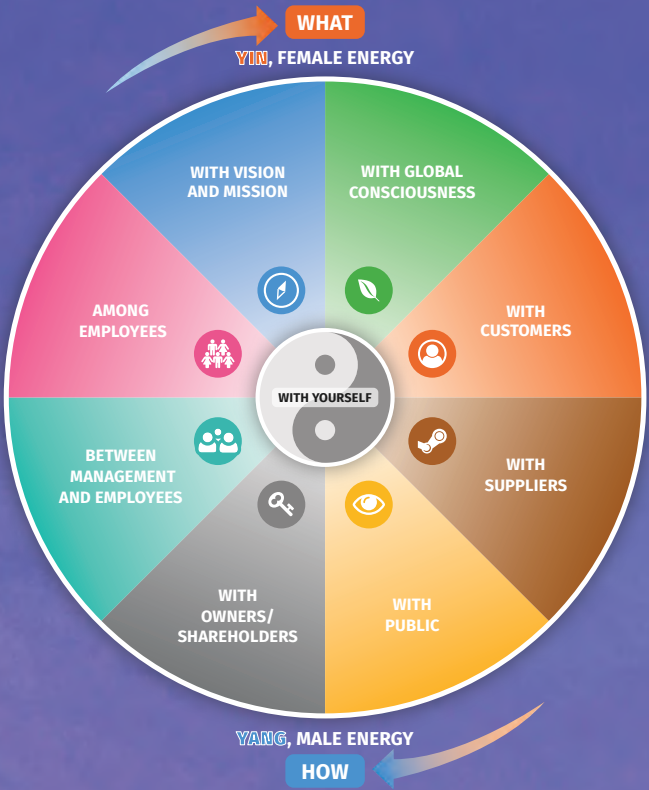 WHAT
YIN, FEMALE ENERGY
WITH VISION
AND MISSION
WITH GLOBAL
CONSCIOUSNESS
AMONG
EMPLOYEES
WITH
CUSTOMERS
WITH YOURSELF
BETWEEN
MANAGEMENT
AND EMPLOYEES
WITH
SUPPLIERS
WITH
OWNERS/
SHAREHOLDERS
WITH
PUBLIC
YANG, MALE ENERGY
HOW